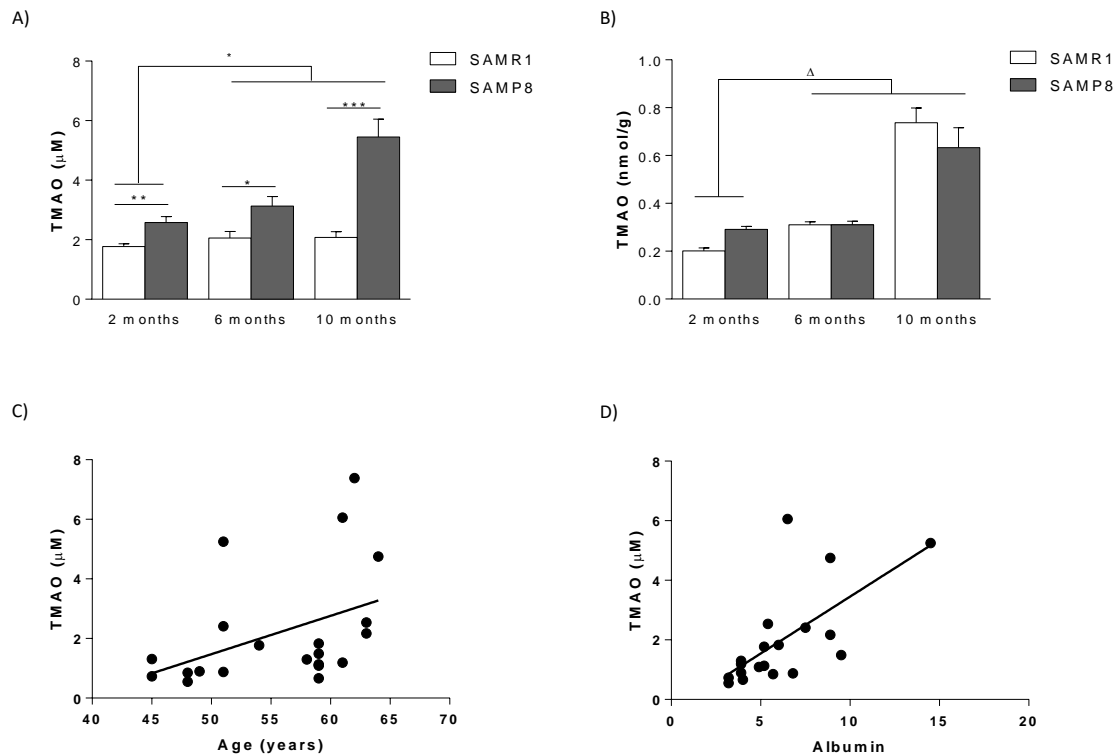 A)
TMAO (μM)
8
6
4
2
0
*
***
*
**
2 months 6 months 10 months
SAMR1
SAMP8
B)
TMAO (nmol/g)
1.0
0.8
0.6
0.4
0.2
0.0
Δ
2 months 6 months 10 months
SAMR1
SAMP8
C)
TMAO (μM)
8
6
4
2
0
40 45 50 55 60 65 70
Age (years)
D)
TMAO (μM)
8
6
4
2
0
0 5 10 15 20
Albumin